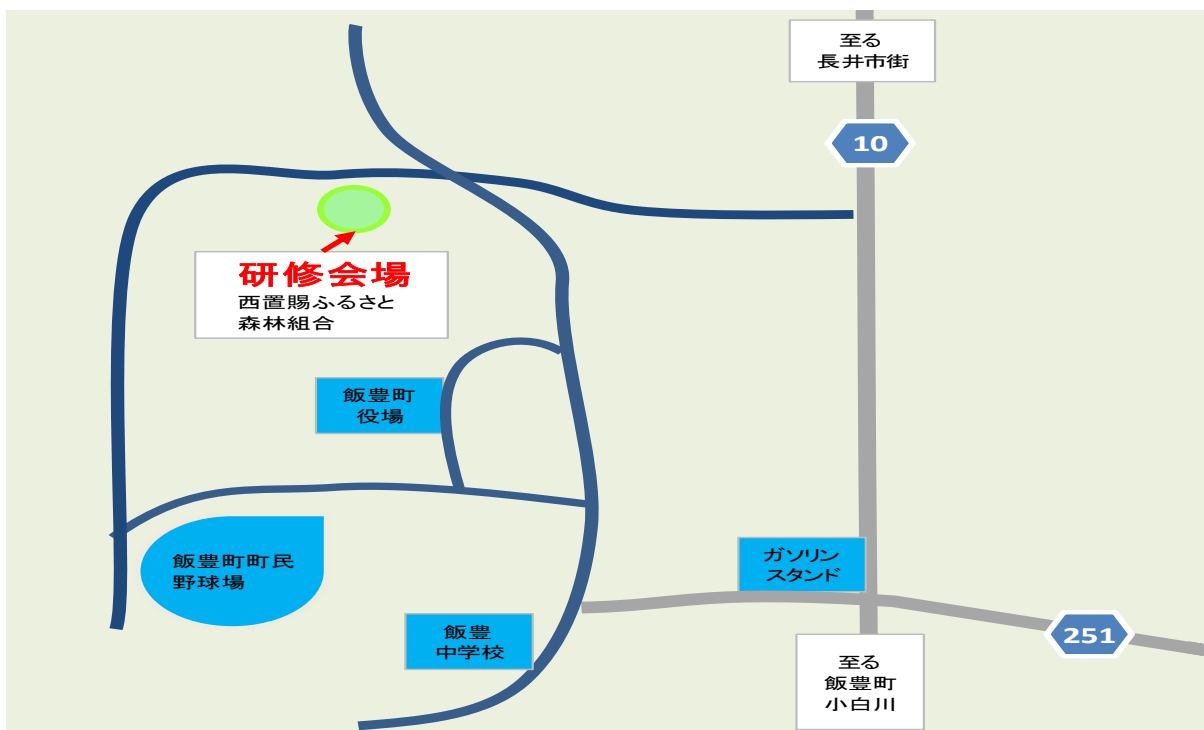 至る
長井市街
10
研修会場
西置賜ふるさと
森林組合
飯豊町
役場
飯豊町町民
野球場
ガソリン
スタンド
飯豊
中学校
251
至る
飯豊町
小白川